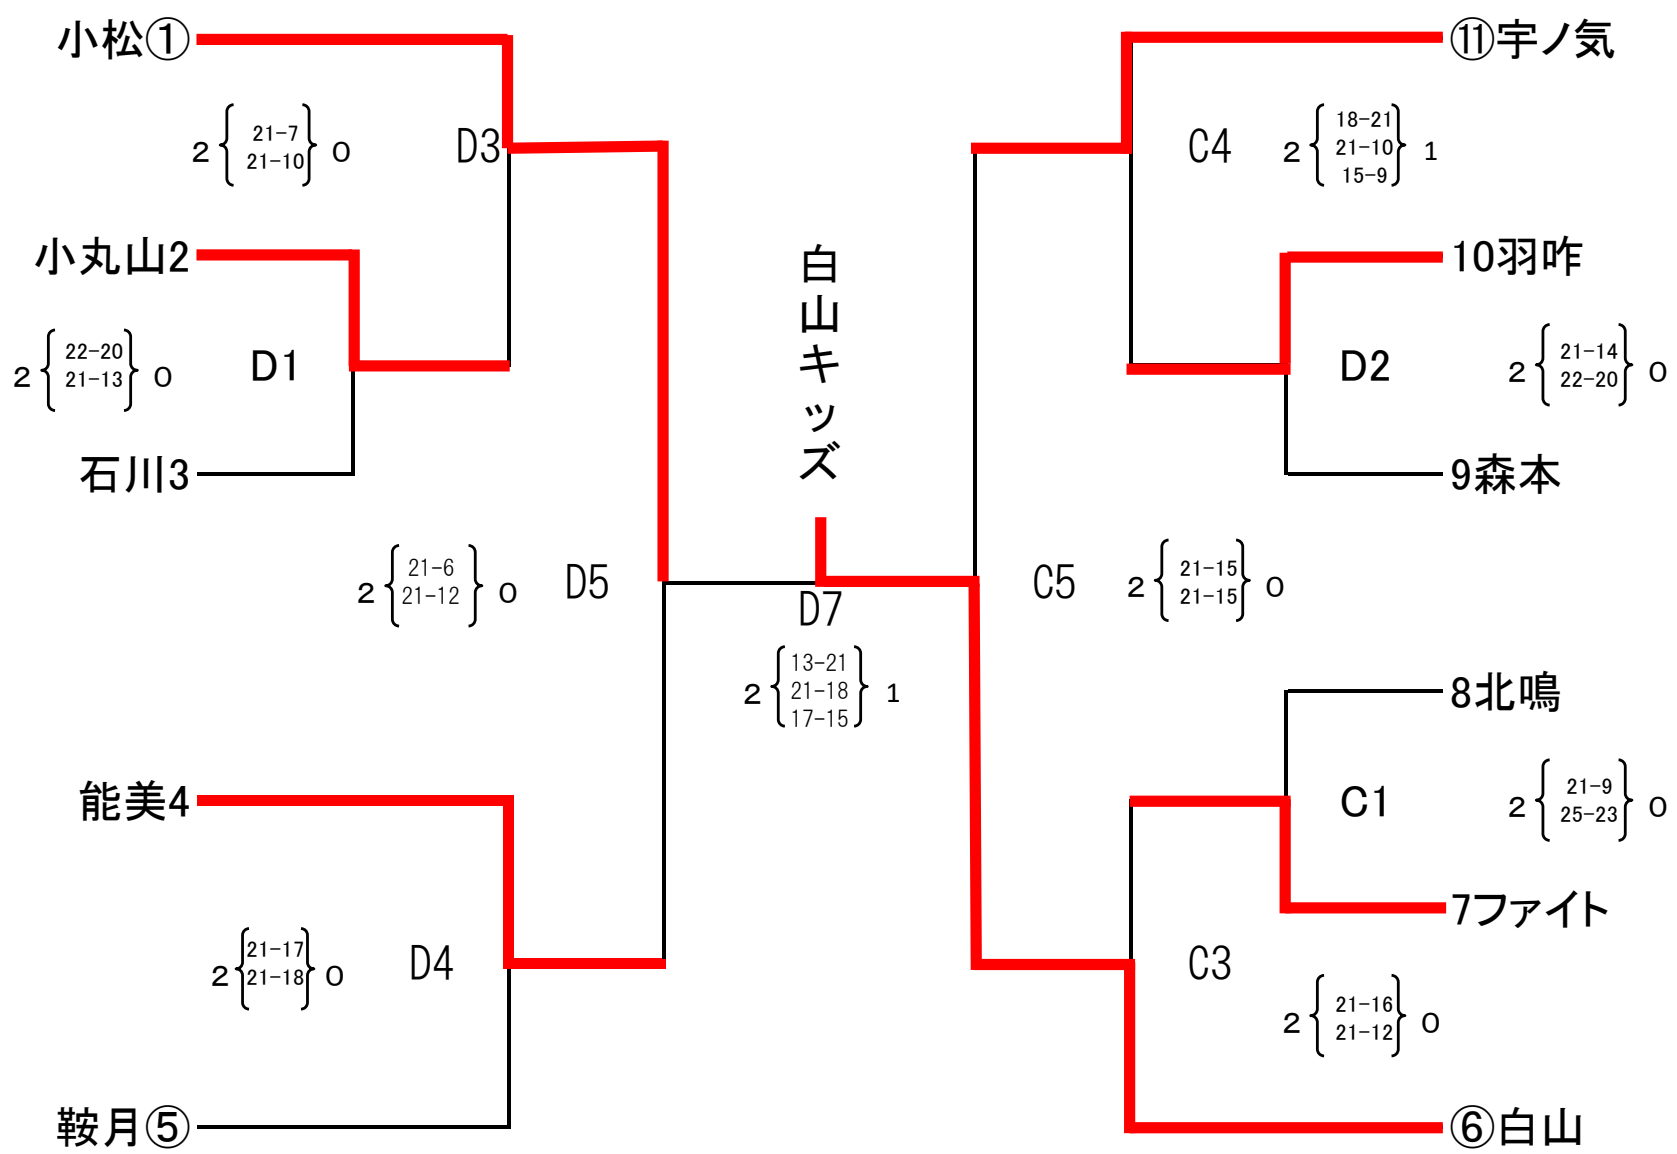 小松①
2 21-7 0
21-10
D3
小丸山2
2 22-20 0
21-13
D1
石川3
2 21-6 0
21-12
D5
能美4
2 21-17 0
21-18
D4
鞍月⑤
白山キッズ
D7
13-21
2 21-18 1
17-15
⑪宇ノ気
C4
18-21
2 21-10 1
15-9
10羽咋
D2
2 21-14 0
22-20
9森本
C5
2 21-15 0
21-15
8北鳴
C1
2 21-9 0
25-23
7ファイト
C3
2 21-16 0
21-12
⑥白山